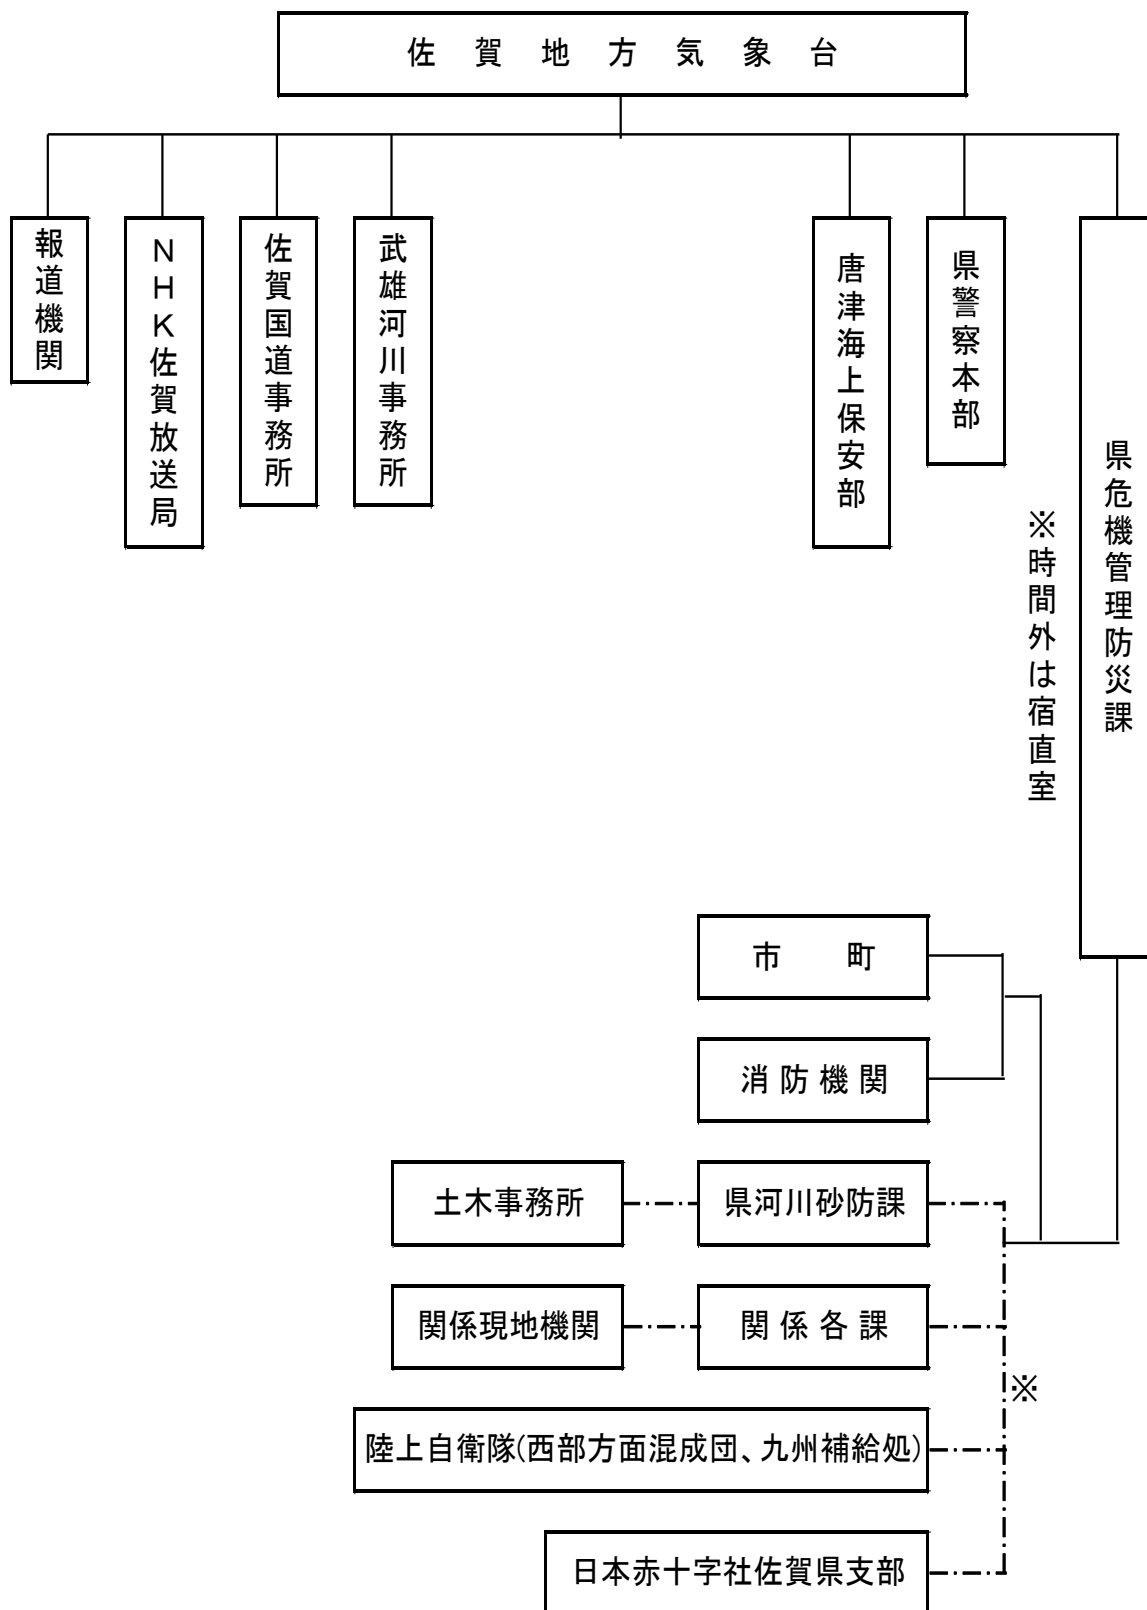 佐賀地方気象台
報道機関
NHK佐賀放送局
佐賀国道事務所
武雄河川事務所
唐津海上保安部
県警察本部
※時間外は宿直室
県危機管理防災課
市　町
消防機関
土木事務所
県河川砂防課
関係現地機関
関係各課
※
陸上自衛隊(西部方面混成団、九州補給処)
日本赤十字社佐賀県支部